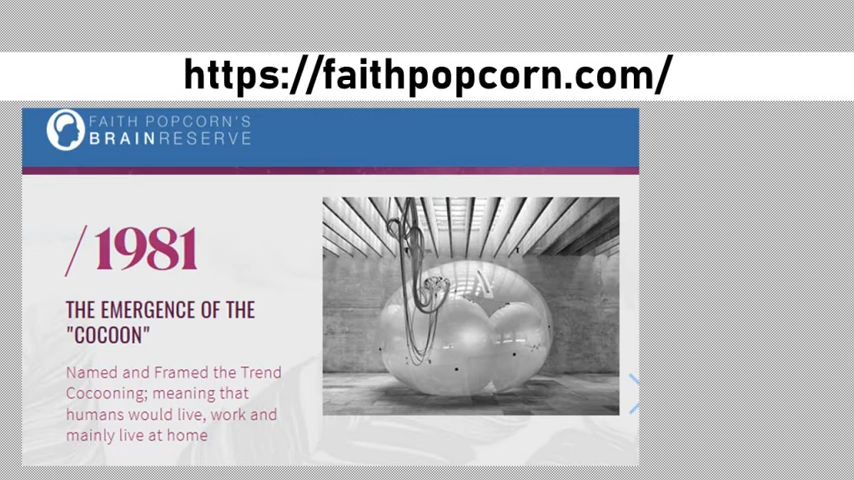 https://faithpopcorn.com/
FAITH POPCORN'S
BRAINRESERVE
/1981
THE EMERGENCE OF THE
"COCOON"
Named and Framed the Trend
Cocooning; meaning that
humans would live, work and
mainly live at home